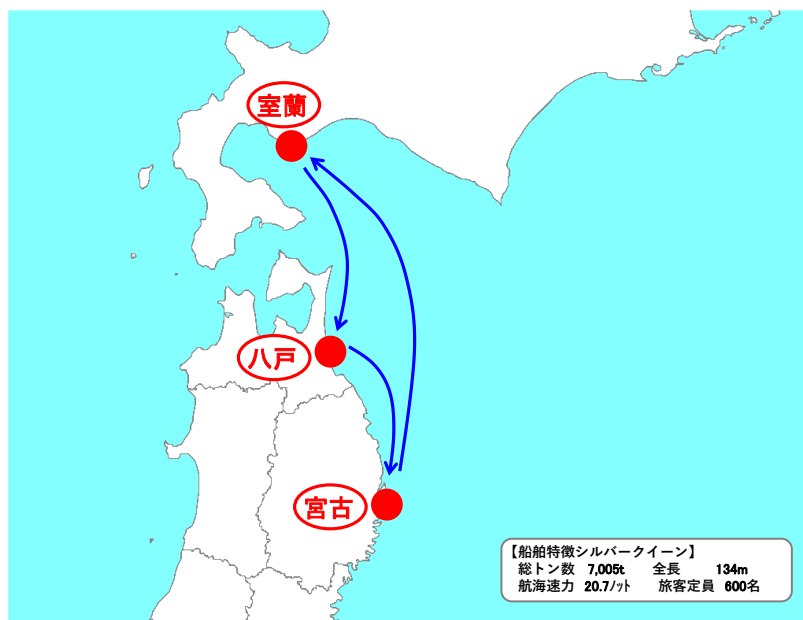 室蘭
八戸
宮古
【船舶特徴シルバークイーン】
総トン数 7,005t 全長 134m
航海速力 20.7ﾉｯﾄ 旅客定員 600名